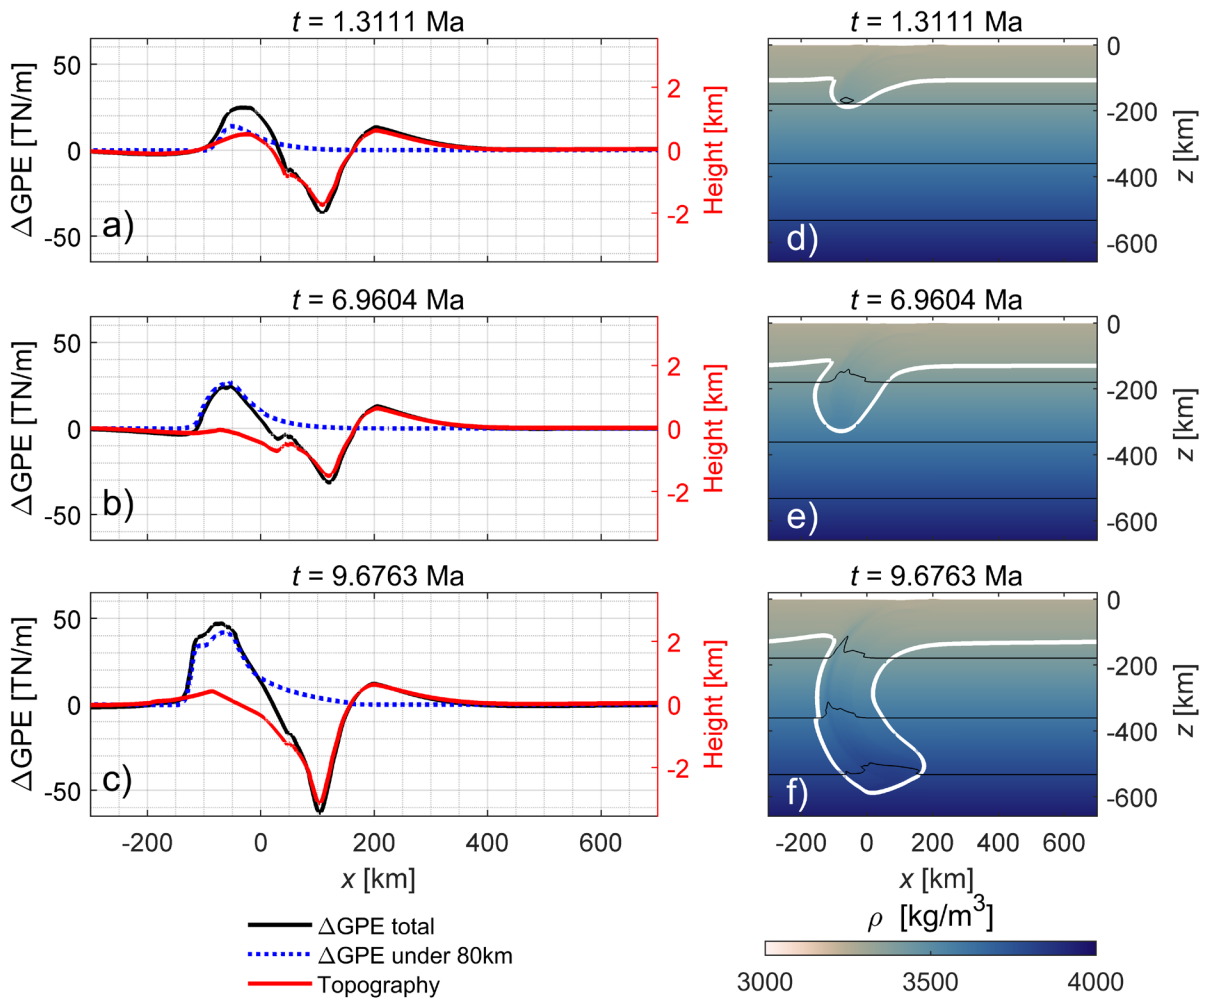 t = 1.3111 Ma
50
0
-50
ΔGPE [TN/m]
2
0
-2
Height [km]
a)
t = 1.3111 Ma
0
-200
-400
-600
z [km]
d)
t = 6.9604 Ma
50
0
-50
ΔGPE [TN/m]
2
0
-2
Height [km]
b)
t = 6.9604 Ma
0
-200
-400
-600
z [km]
e)
t = 9.6763 Ma
50
0
-50
ΔGPE [TN/m]
2
0
-2
Height [km]
c)
-200 0 200 400 600
x [km]
t = 9.6763 Ma
0
-200
-400
-600
z [km]
f)
-200 0 200 400 600
x [km]
ΔGPE total
ΔGPE under 80km
Topography
ρ [kg/m³]
3000 3500 4000